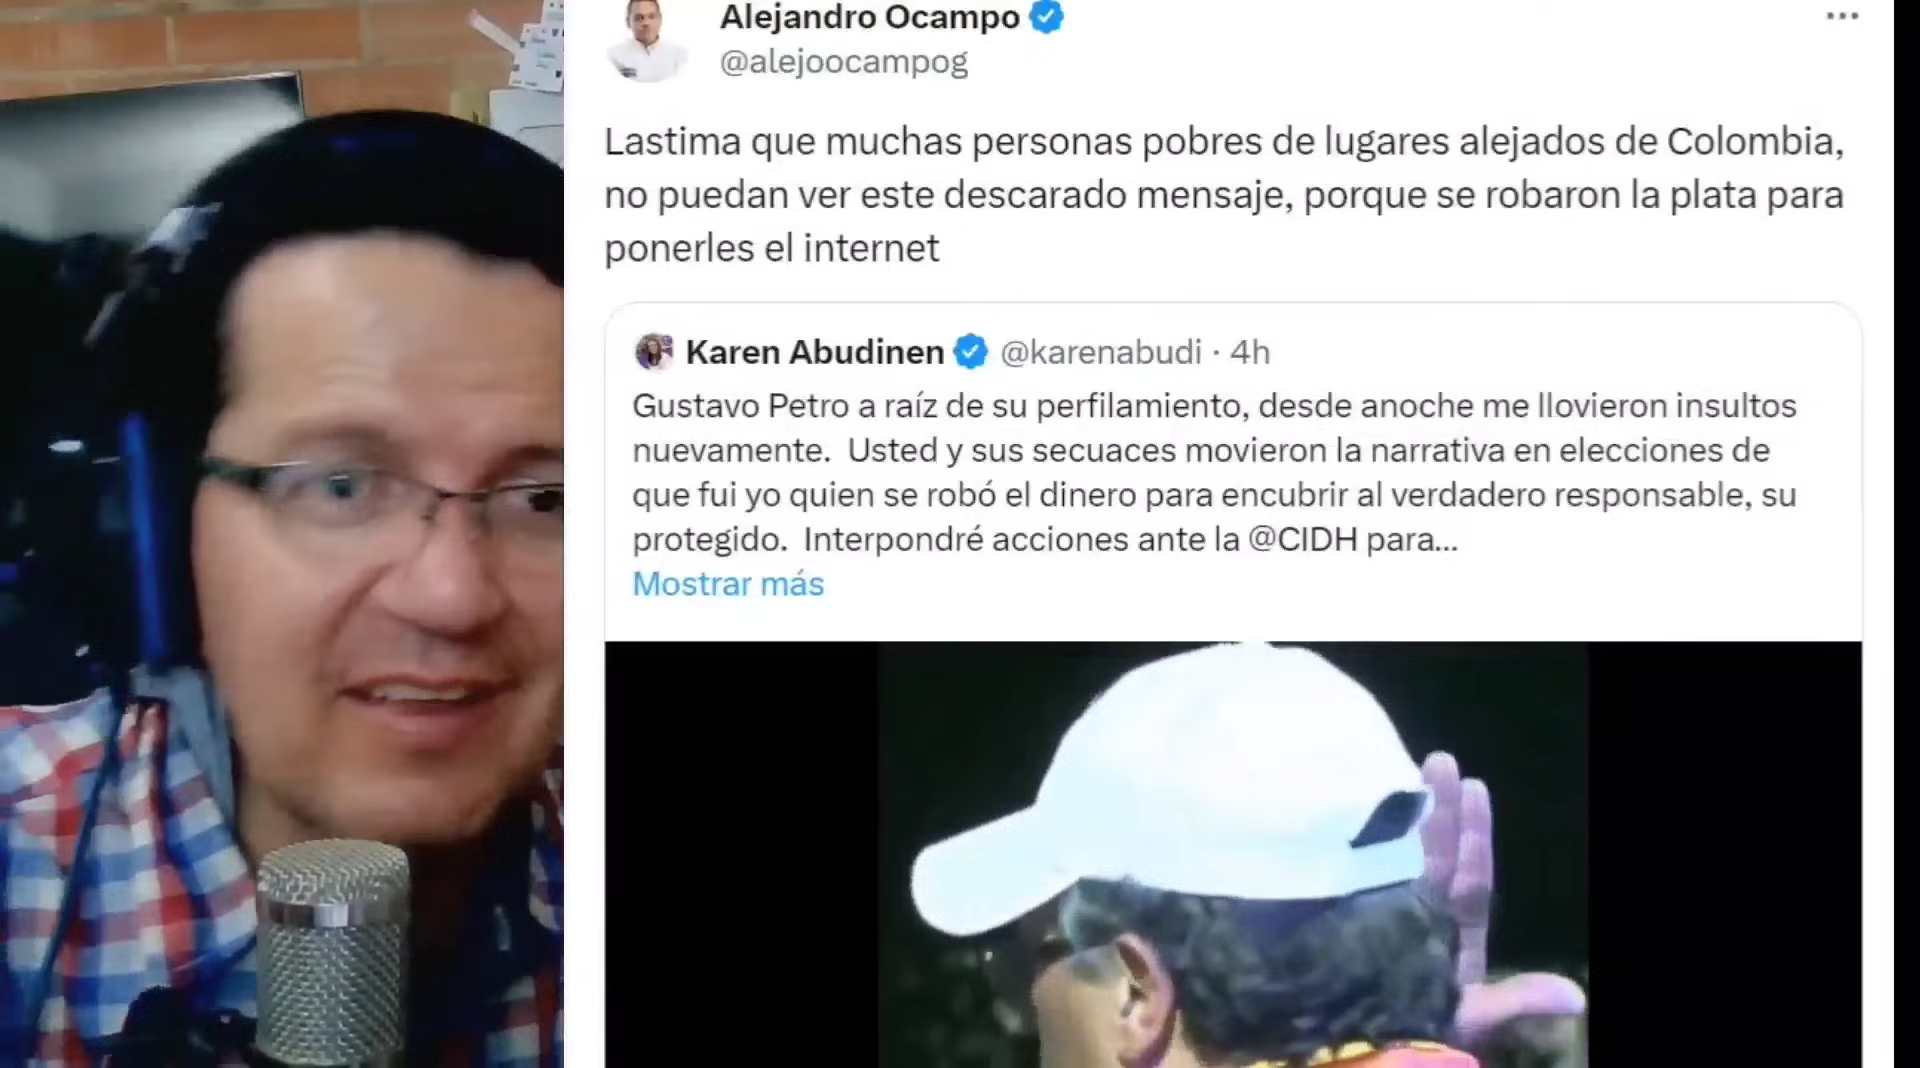 Alejandro Ocampo
@alejoocampog
Lastima que muchas personas pobres de lugares alejados de Colombia,
no puedan ver este descarado mensaje, porque se robaron la plata para
ponerles el internet
Karen Abudinen @karenabudi · 4h
Gustavo Petro a raíz de su perfilamiento, desde anoche me llovieron insultos
nuevamente.  Usted y sus secuaces movieron la narrativa en elecciones de
que fui yo quien se robó el dinero para encubrir al verdadero responsable, su
protegido.  Interpondré acciones ante la @CIDH para...
Mostrar más